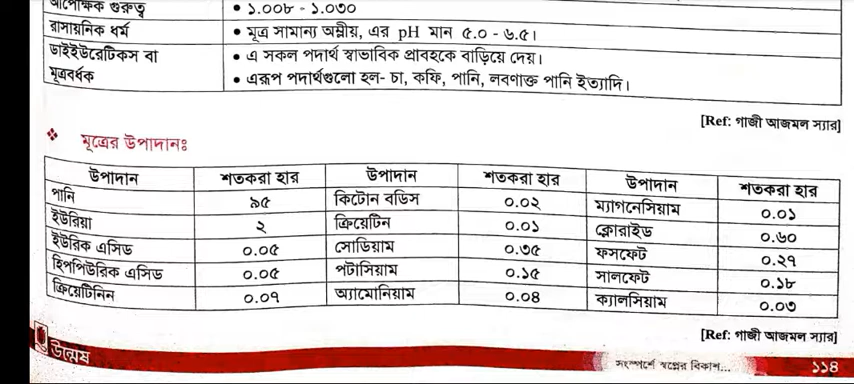 আপেক্ষিক গুরুত্ব • ১.০০৮ - ১.০৩০
রাসায়নিক ধর্ম • মূত্র সামান্য অম্লীয়, এর pH মান ৫.০ - ৬.৫।
ডাইইউরেটিকস বা • এ সকল পদার্থ স্বাভাবিক প্রাবহকে বাড়িয়ে দেয়।
মূত্রবর্ধক • এরূপ পদার্থগুলো হল- চা, কফি, পানি, লবণাক্ত পানি ইত্যাদি।
[Ref: গাজী আজমল স্যার]
❖ মূত্রের উপাদানঃ
উপাদান শতকরা হার উপাদান শতকরা হার উপাদান শতকরা হার
পানি ৯৫ কিটোন বডিস ০.০২ ম্যাগনেসিয়াম ০.০১
ইউরিয়া ২ ক্রিয়েটিন ০.০১ ক্লোরাইড ০.৬০
ইউরিক এসিড ০.০৫ সোডিয়াম ০.৩৫ ফসফেট ০.২৭
হিপপিউরিক এসিড ০.০৫ পটাসিয়াম ০.১৫ সালফেট ০.১৮
ক্রিয়েটিনিন ০.০৭ অ্যামোনিয়াম ০.০৪ ক্যালসিয়াম ০.০৩
[Ref: গাজী আজমল স্যার]
উন্মেষ
সংস্পর্শে স্বপ্নের বিকাশ... ১১৪